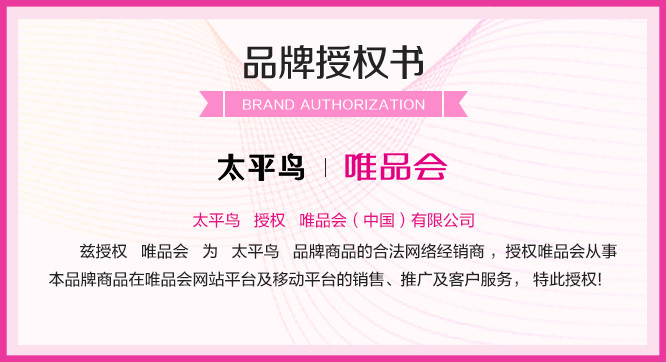 品牌授权书
BRAND AUTHORIZATION
太平鸟 | 唯品会
太平鸟 授权 唯品会（中国）有限公司
兹授权 唯品会 为 太平鸟 品牌商品的合法网络经销商，授权唯品会从事
本品牌商品在唯品会网站平台及移动平台的销售、推广及客户服务，特此授权!